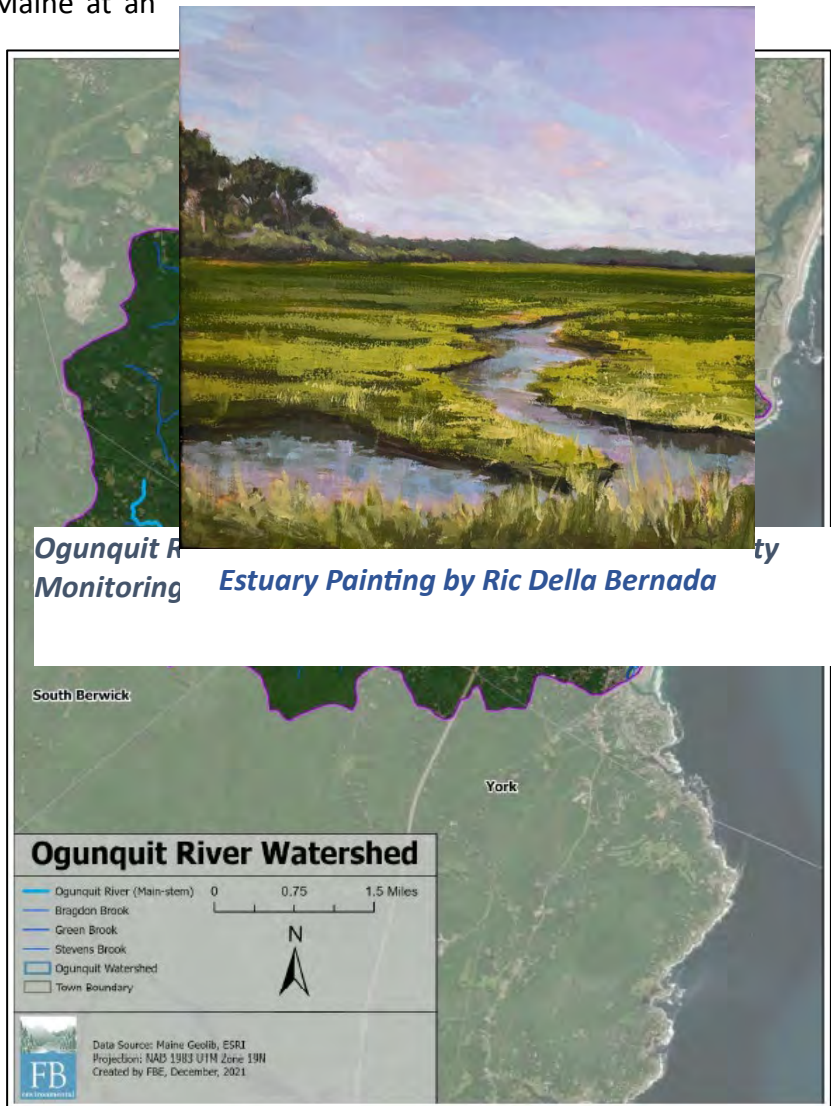 Maine at an
Ogunquit R ty
Monitoring
Estuary Painting by Ric Della Bernada
South Berwick
York
Ogunquit River Watershed
Ogunquit River (Main-stem)
0 0.75 1.5 Miles
Bragdon Brook
Green Brook
N
Stevens Brook
Ogunquit Watershed
Town Boundary
Data Source: Maine Geolib, ESRI
Projection: NAD 1983 UTM Zone 19N
Created by FBE, December, 2021
FB
environmental